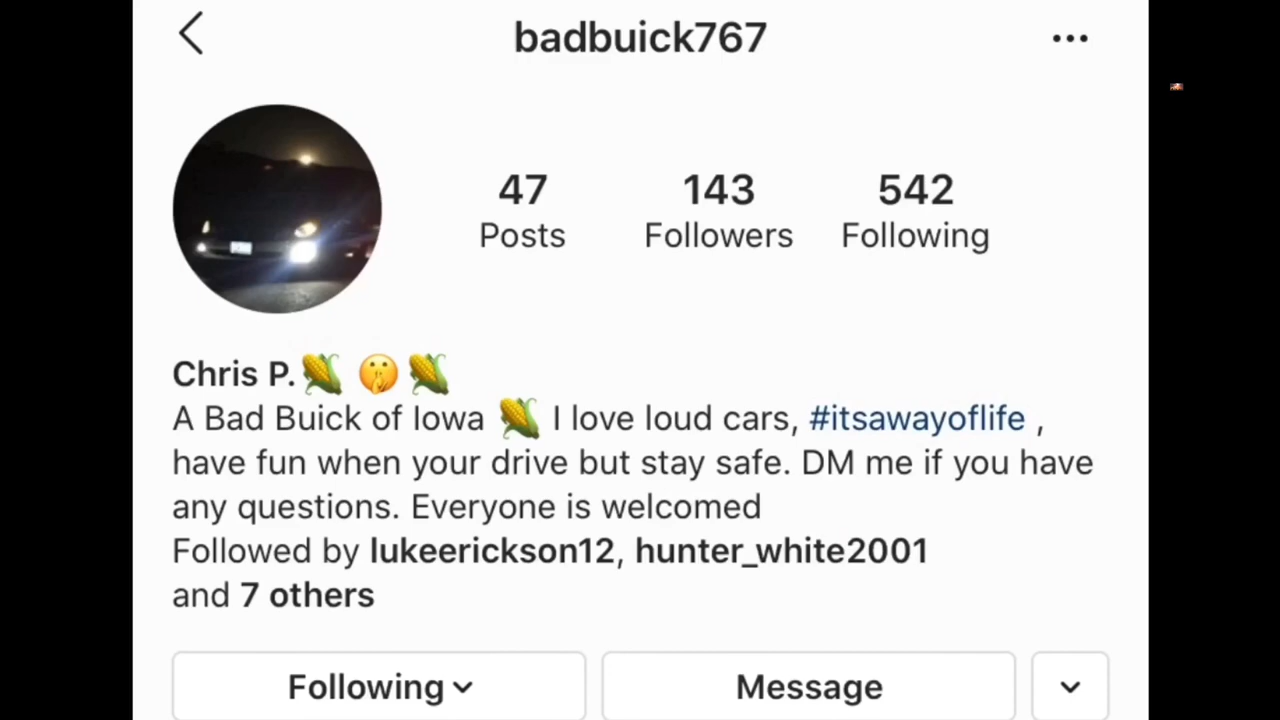 badbuick767
47 143 542
Posts Followers Following
Chris P.🌽 🤫 🌽
A Bad Buick of Iowa 🌽 I love loud cars, #itsawayoflife ,
have fun when your drive but stay safe. DM me if you have
any questions. Everyone is welcomed
Followed by lukeerickson12, hunter_white2001
and 7 others
Following Message